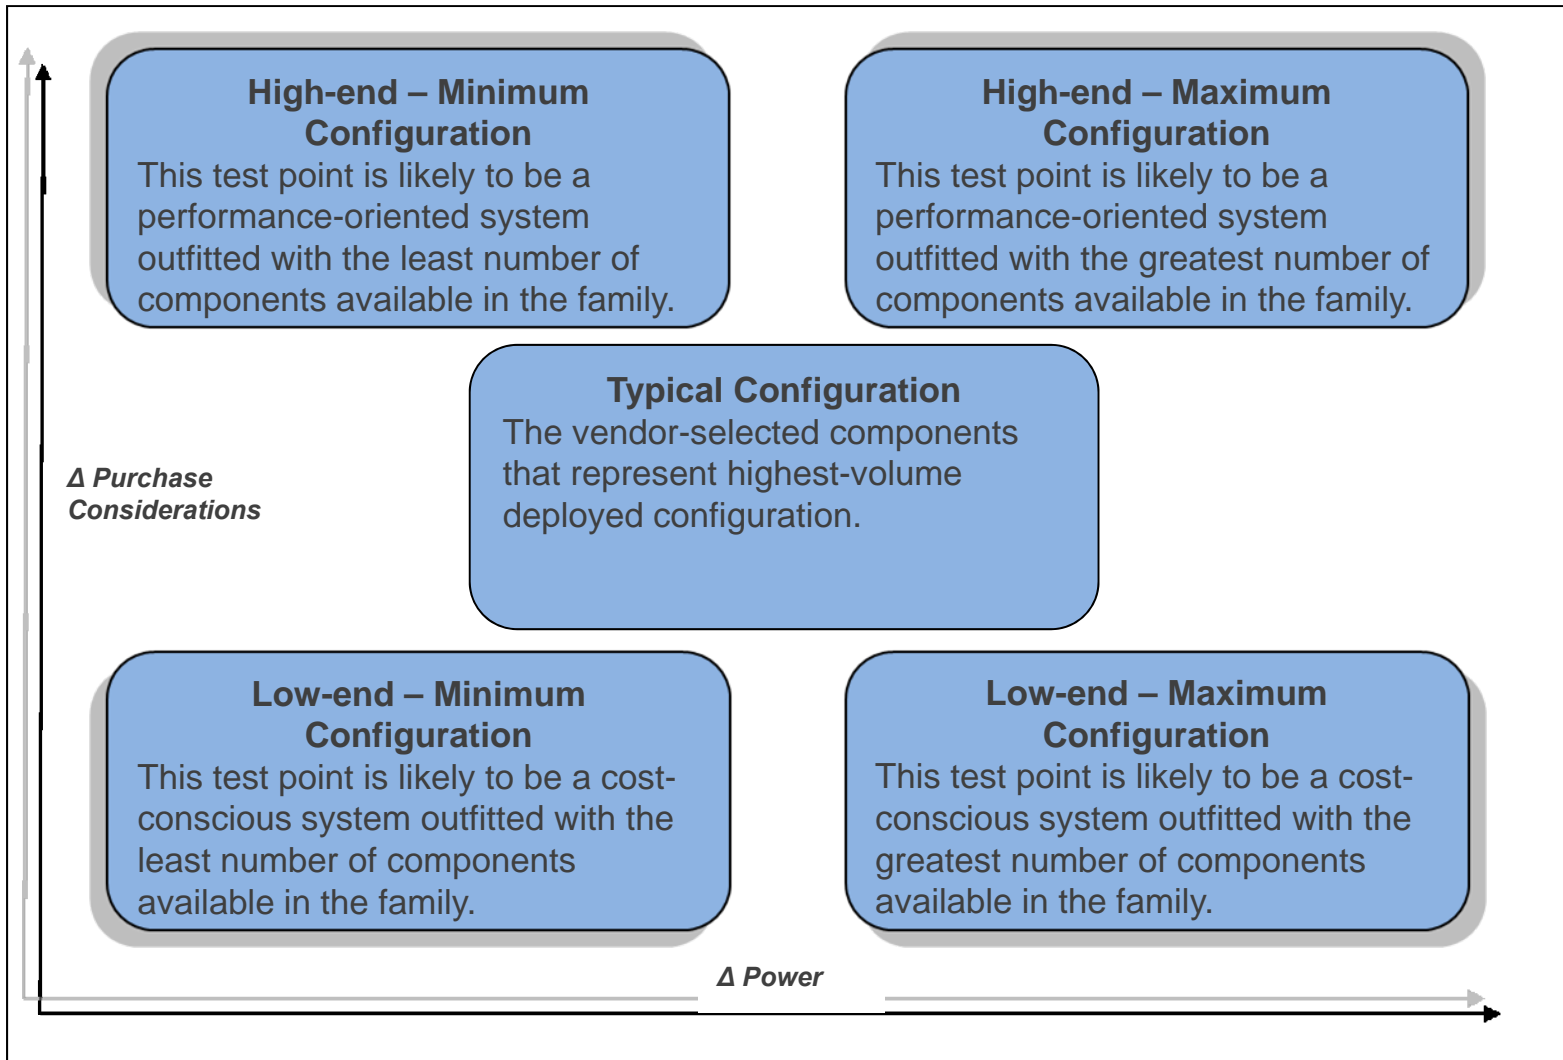 High-end – Minimum
Configuration
This test point is likely to be a
performance-oriented system
outfitted with the least number of
components available in the family.
High-end – Maximum
Configuration
This test point is likely to be a
performance-oriented system
outfitted with the greatest number of
components available in the family.
Typical Configuration
The vendor-selected components
that represent highest-volume
deployed configuration.
Δ Purchase
Considerations
Low-end – Minimum
Configuration
This test point is likely to be a cost-
conscious system outfitted with the
least number of components
available in the family.
Low-end – Maximum
Configuration
This test point is likely to be a cost-
conscious system outfitted with the
greatest number of components
available in the family.
Δ Power